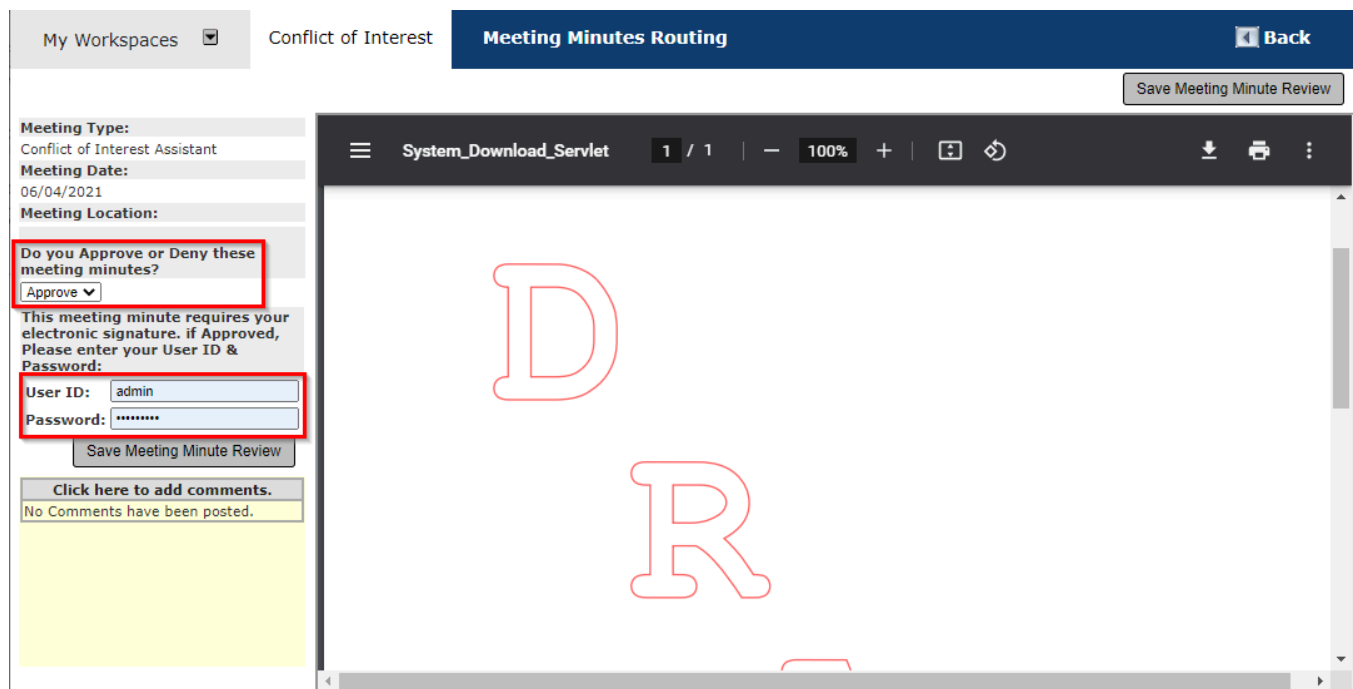 My Workspaces Conflict of Interest Meeting Minutes Routing Back
Save Meeting Minute Review
Meeting Type:
Conflict of Interest Assistant
Meeting Date:
06/04/2021
Meeting Location:
Do you Approve or Deny these
meeting minutes?
Approve
This meeting minute requires your
electronic signature. if Approved,
Please enter your User ID &
Password:
User ID: admin
Password: •••••••••
Save Meeting Minute Review
Click here to add comments.
No Comments have been posted.
System_Download_Servlet 1 / 1 | — 100% + |
D
R